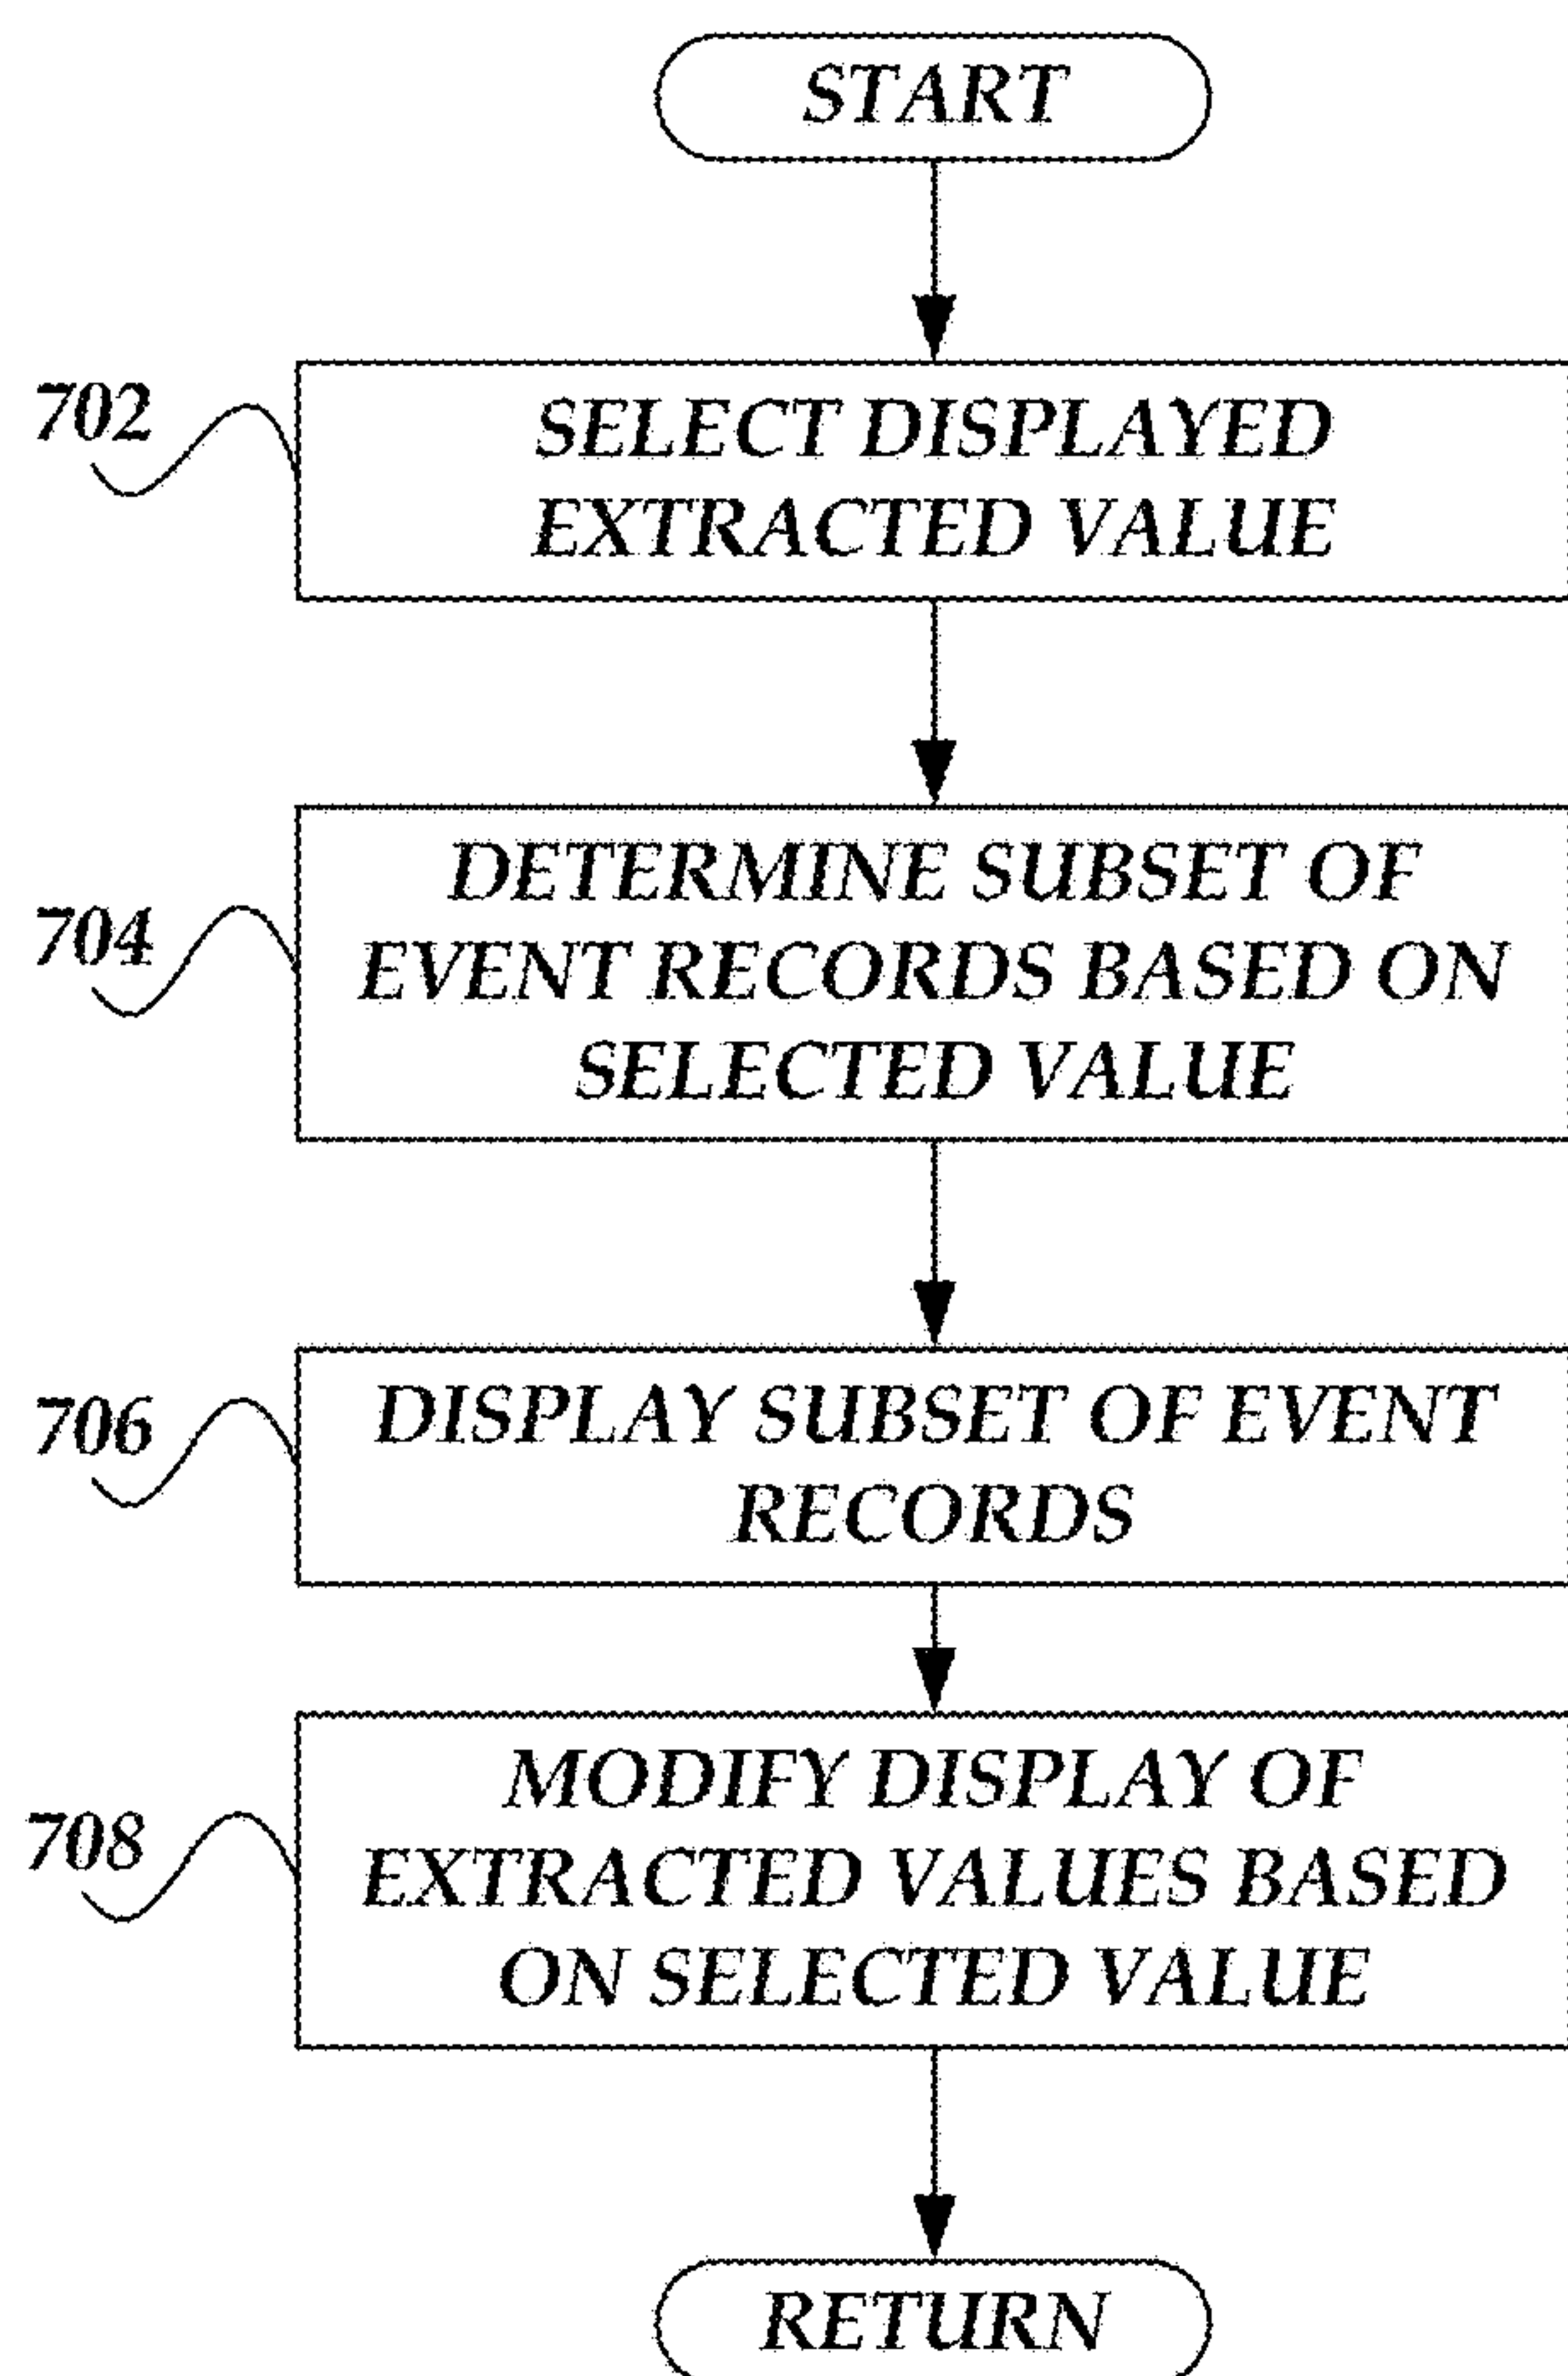 START
702
SELECT DISPLAYED
EXTRACTED VALUE
704
DETERMINE SUBSET OF
EVENT RECORDS BASED ON
SELECTED VALUE
706
DISPLAY SUBSET OF EVENT
RECORDS
708
MODIFY DISPLAY OF
EXTRACTED VALUES BASED
ON SELECTED VALUE
RETURN